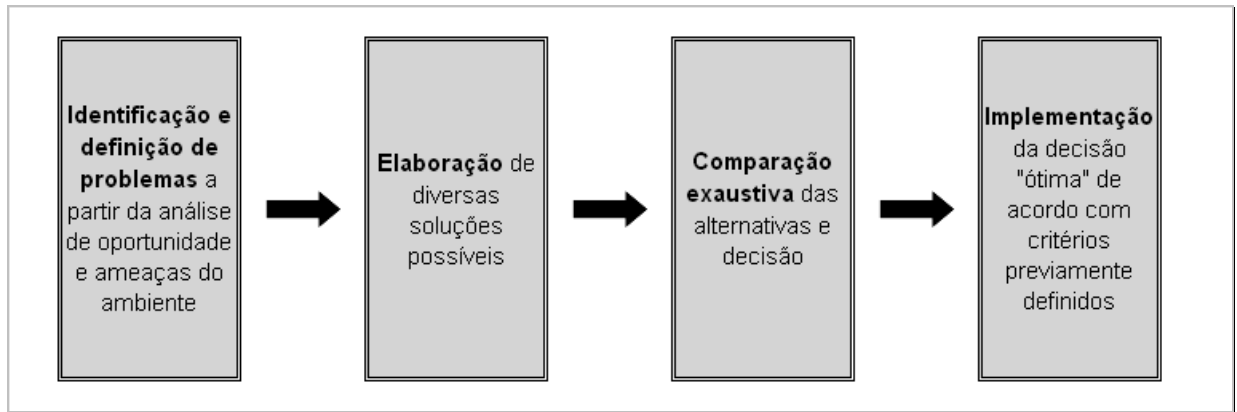 Identificação e
definição de
problemas a
partir da análise
de oportunidade
e ameaças do
ambiente
Elaboração de
diversas
soluções
possíveis
Comparação
exaustiva das
alternativas e
decisão
Implementação
da decisão
"ótima" de
acordo com
critérios
previamente
definidos